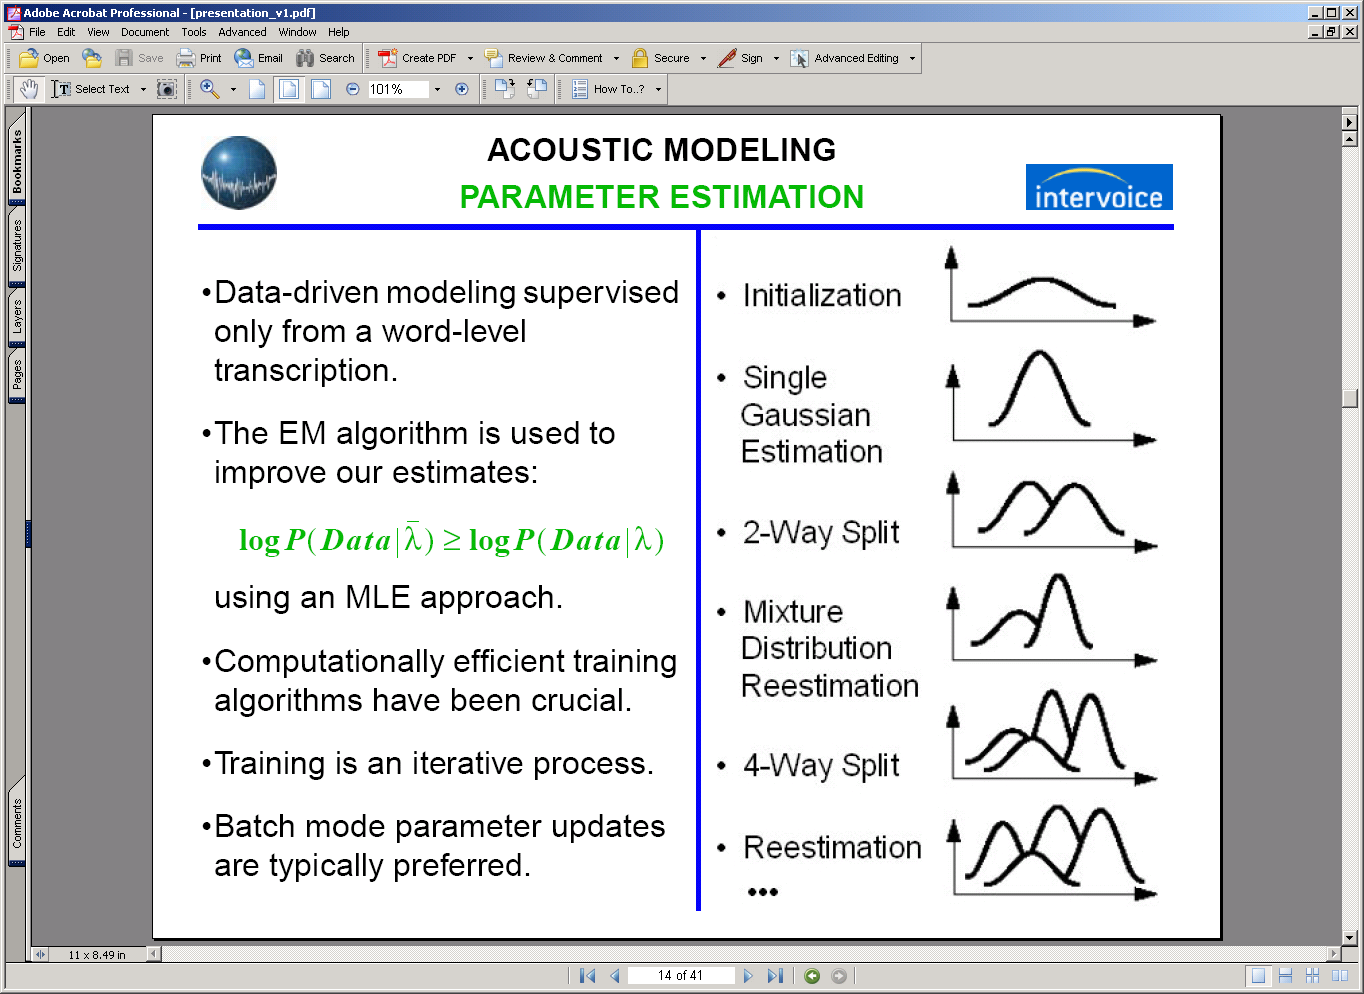 Adobe Acrobat Professional - [presentation_v1.pdf]
File Edit View Document Tools Advanced Window Help
Open Save Print Email Search Create PDF Review & Comment Secure Sign Advanced Editing
Select Text 101% How To..?
Bookmarks
Signatures
Layers
Pages
Comments
ACOUSTIC MODELING
PARAMETER ESTIMATION
intervoice
•Data-driven modeling supervised
only from a word-level
transcription.
•The EM algorithm is used to
improve our estimates:
log P(Data|λ̄) ≥ log P(Data|λ)
using an MLE approach.
•Computationally efficient training
algorithms have been crucial.
•Training is an iterative process.
•Batch mode parameter updates
are typically preferred.
• Initialization
• Single
Gaussian
Estimation
• 2-Way Split
• Mixture
Distribution
Reestimation
• 4-Way Split
• Reestimation
•••
11 x 8.49 in
14 of 41